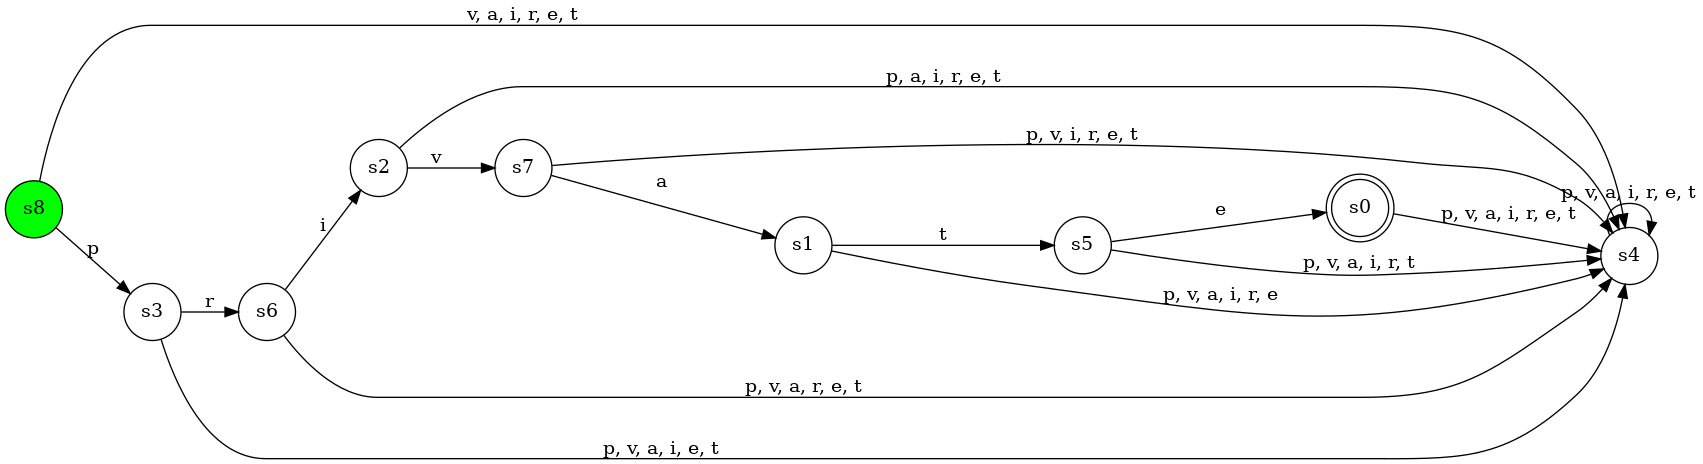 v, a, i, r, e, t
p, a, i, r, e, t
p, v, i, r, e, t
v
a
p, v, a, i, r, e, t
s2
s7
s8
i
e
s0
p, v, a, i, r, e, t
p
t
s1
s5
s4
p, v, a, i, r, t
p, v, a, i, r, e
r
s3
s6
p, v, a, r, e, t
p, v, a, i, e, t